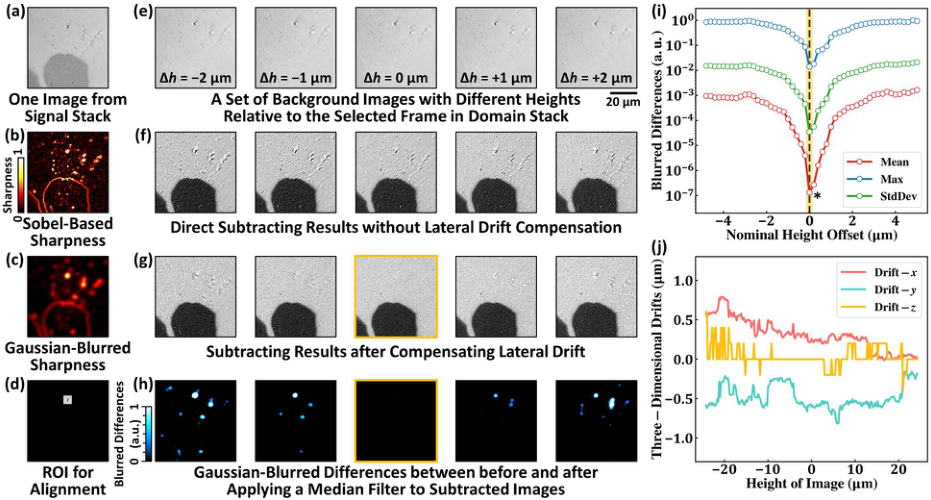 (a)
One Image from
Signal Stack
(b)
Sharpness
0
1
Sobel-Based
Sharpness
(c)
Gaussian-Blurred
Sharpness
(d)
ROI for
Alignment
(e)
Δh = −2 μm
Δh = −1 μm
Δh = 0 μm
Δh = +1 μm
Δh = +2 μm
A Set of Background Images with Different Heights
Relative to the Selected Frame in Domain Stack
20 μm
(f)
Direct Subtracting Results without Lateral Drift Compensation
(g)
Subtracting Results after Compensating Lateral Drift
(h)
Blurred Differences
(a.u.)
0
1
Gaussian-Blurred Differences between before and after
Applying a Median Filter to Subtracted Images
(i)
Blurred Differences (a. u.)
10⁰
10⁻¹
10⁻²
10⁻³
10⁻⁴
10⁻⁵
10⁻⁶
10⁻⁷
Mean
Max
StdDev
*
−4
−2
0
2
4
Nominal Height Offset (μm)
(j)
Three−Dimensional Drifts (μm)
1.0
0.5
0.0
−0.5
−1.0
Drift−x
Drift−y
Drift−z
−20
−10
0
10
20
Height of Image (μm)